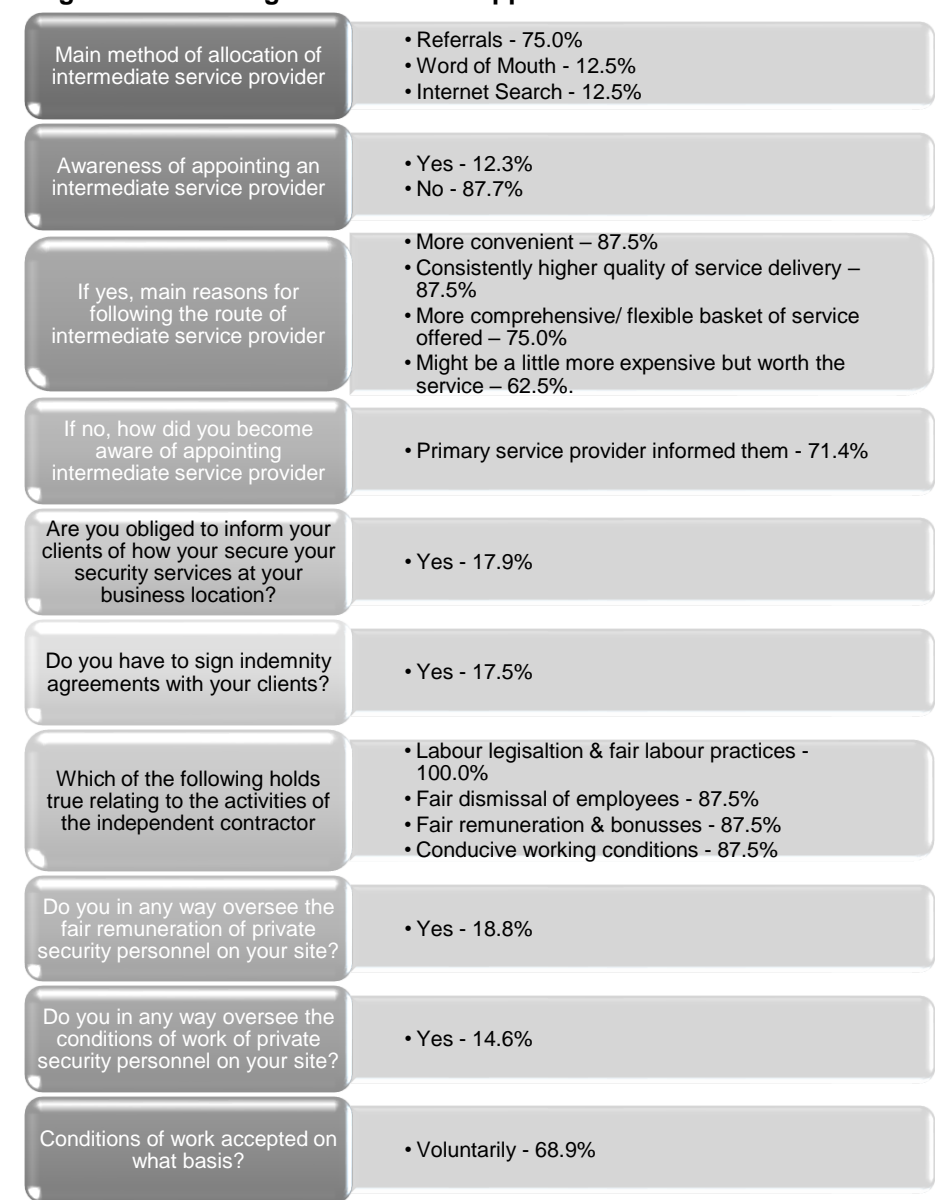 Main method of allocation of
intermediate service provider
• Referrals - 75.0%
• Word of Mouth - 12.5%
• Internet Search - 12.5%
Awareness of appointing an
intermediate service provider
• Yes - 12.3%
• No - 87.7%
If yes, main reasons for
following the route of
intermediate service provider
• More convenient – 87.5%
• Consistently higher quality of service delivery –
87.5%
• More comprehensive/ flexible basket of service
offered – 75.0%
• Might be a little more expensive but worth the
service – 62.5%.
If no, how did you become
aware of appointing
intermediate service provider
• Primary service provider informed them - 71.4%
Are you obliged to inform your
clients of how your secure your
security services at your
business location?
• Yes - 17.9%
Do you have to sign indemnity
agreements with your clients?
• Yes - 17.5%
Which of the following holds
true relating to the activities of
the independent contractor
• Labour legisaltion & fair labour practices -
100.0%
• Fair dismissal of employees - 87.5%
• Fair remuneration & bonusses - 87.5%
• Conducive working conditions - 87.5%
Do you in any way oversee the
fair remuneration of private
security personnel on your site?
• Yes - 18.8%
Do you in any way oversee the
conditions of work of private
security personnel on your site?
• Yes - 14.6%
Conditions of work accepted on
what basis?
• Voluntarily - 68.9%